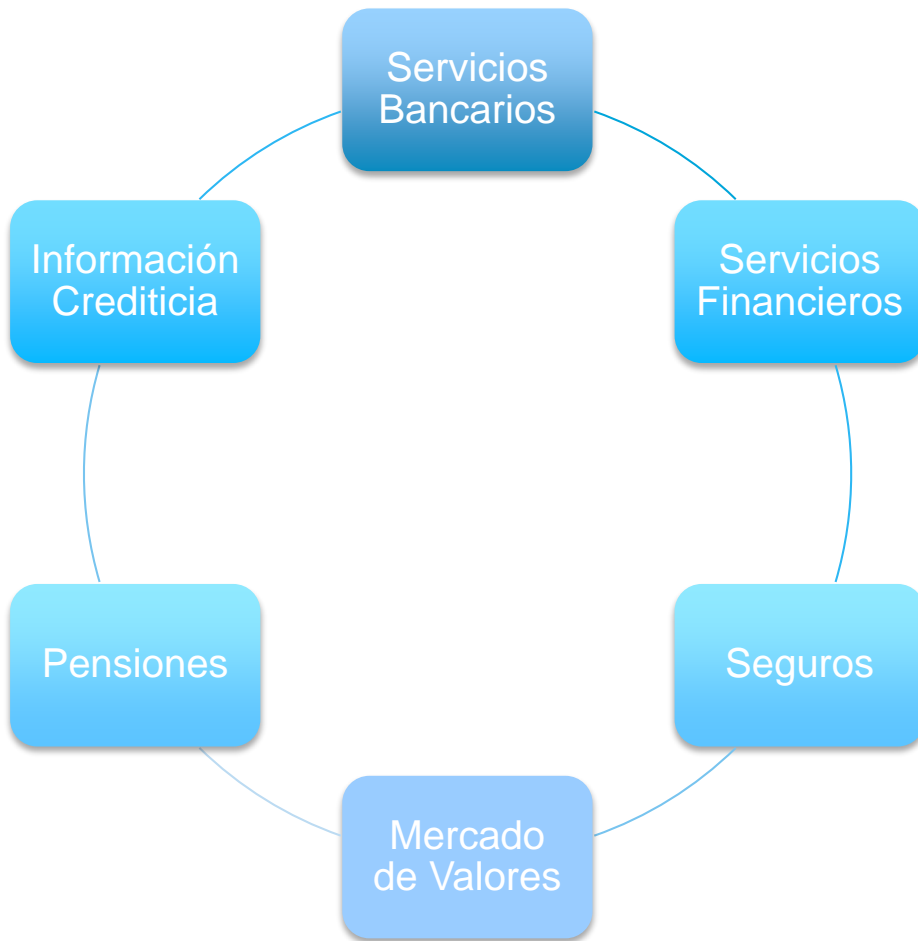 Servicios
Bancarios
Servicios
Financieros
Seguros
Mercado
de Valores
Pensiones
Información
Crediticia